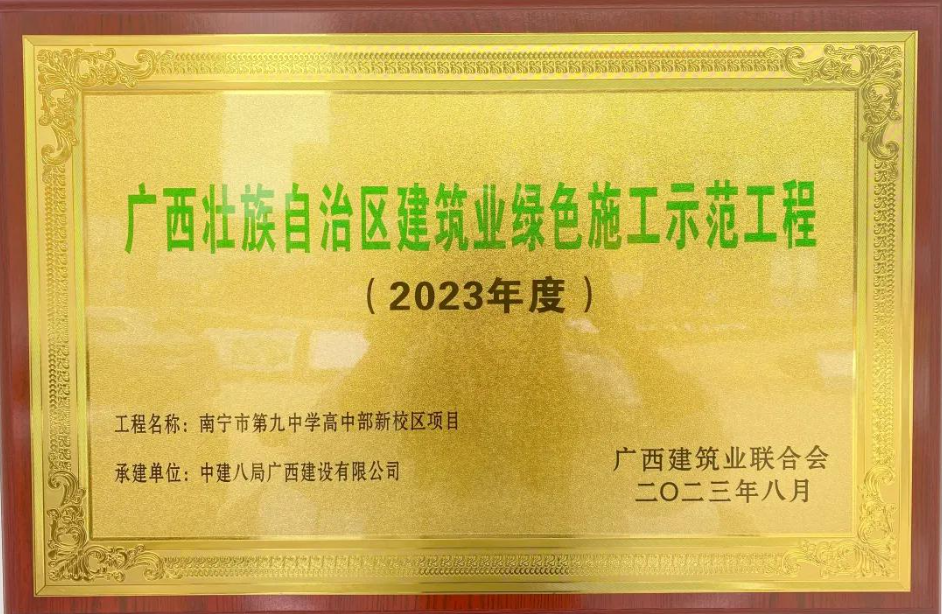 广西壮族自治区建筑业绿色施工示范工程
（2023年度）
工程名称：南宁市第九中学高中部新校区项目
承建单位：中建八局广西建设有限公司
广西建筑业联合会
二〇二三年八月